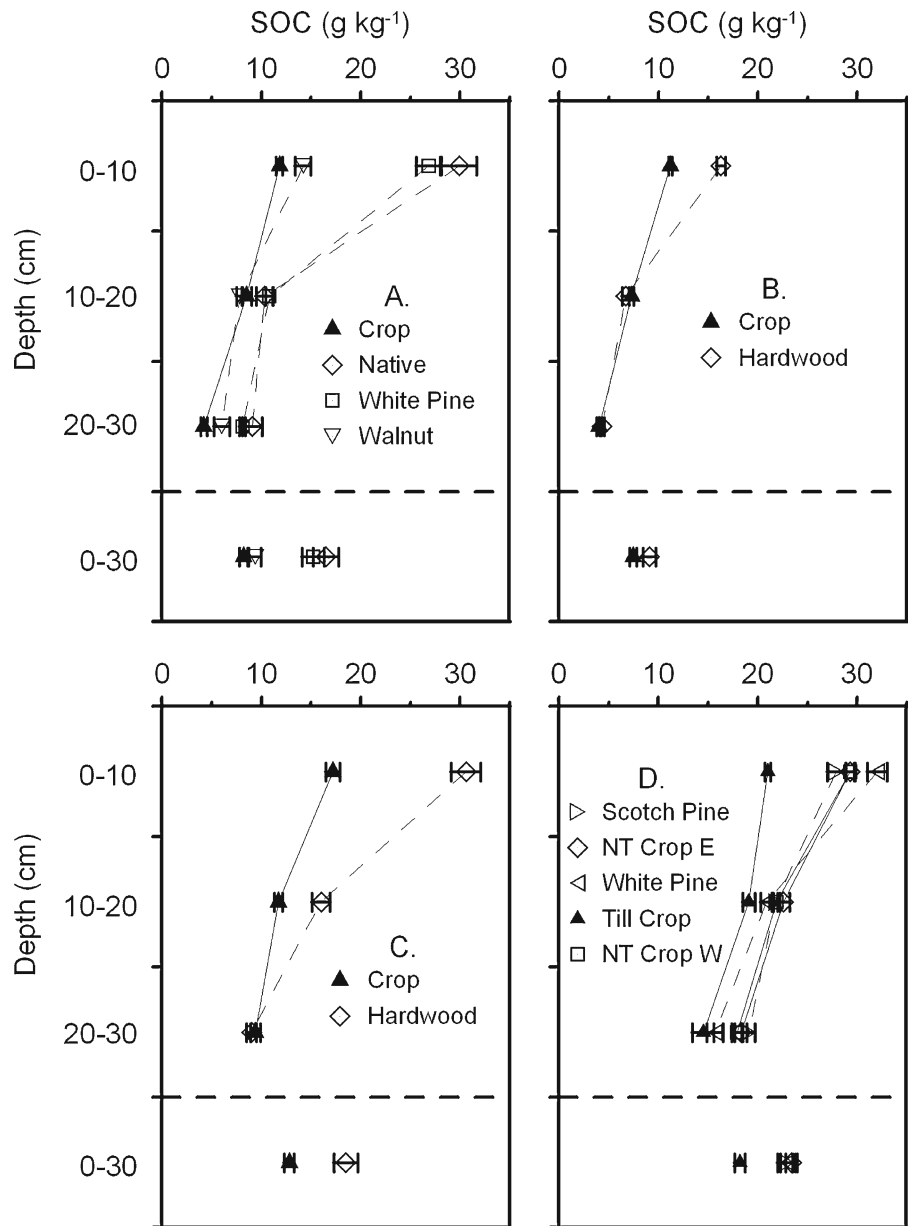 SOC (g kg⁻¹)
SOC (g kg⁻¹)
0 10 20 30
0 10 20 30
Depth (cm)
0-10
10-20
20-30
0-30
A.
Crop
Native
White Pine
Walnut
B.
Crop
Hardwood
0 10 20 30
0 10 20 30
Depth (cm)
0-10
10-20
20-30
0-30
C.
Crop
Hardwood
D.
Scotch Pine
NT Crop E
White Pine
Till Crop
NT Crop W